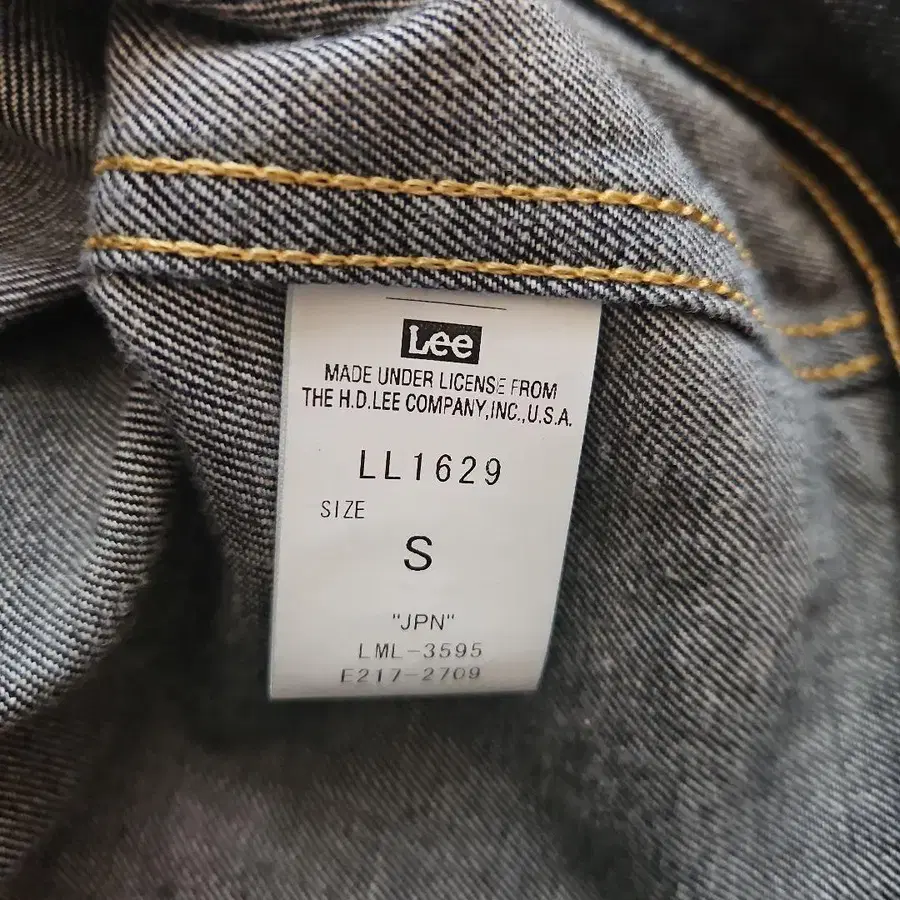 Lee
MADE UNDER LICENSE FROM
THE H.D.LEE COMPANY,INC.,U.S.A.
LL1629
SIZE
S
"JPN"
LML-3595
E217-2709